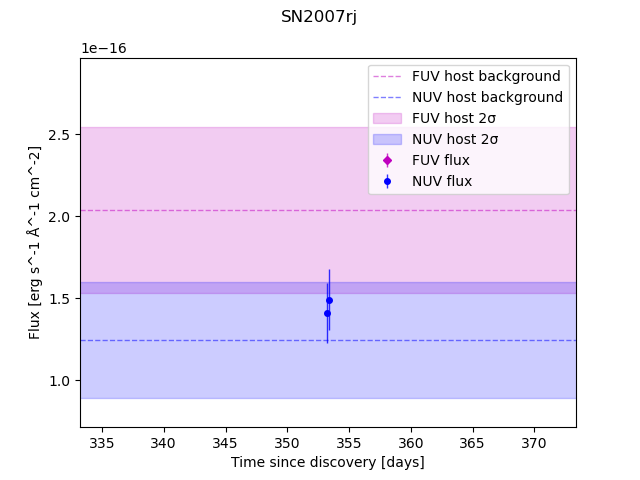 SN2007rj
1e−16
FUV host background
NUV host background
FUV host 2σ
NUV host 2σ
FUV flux
NUV flux
2.5
2.0
1.5
1.0
Flux [erg s^-1 Å^-1 cm^-2]
335 340 345 350 355 360 365 370
Time since discovery [days]